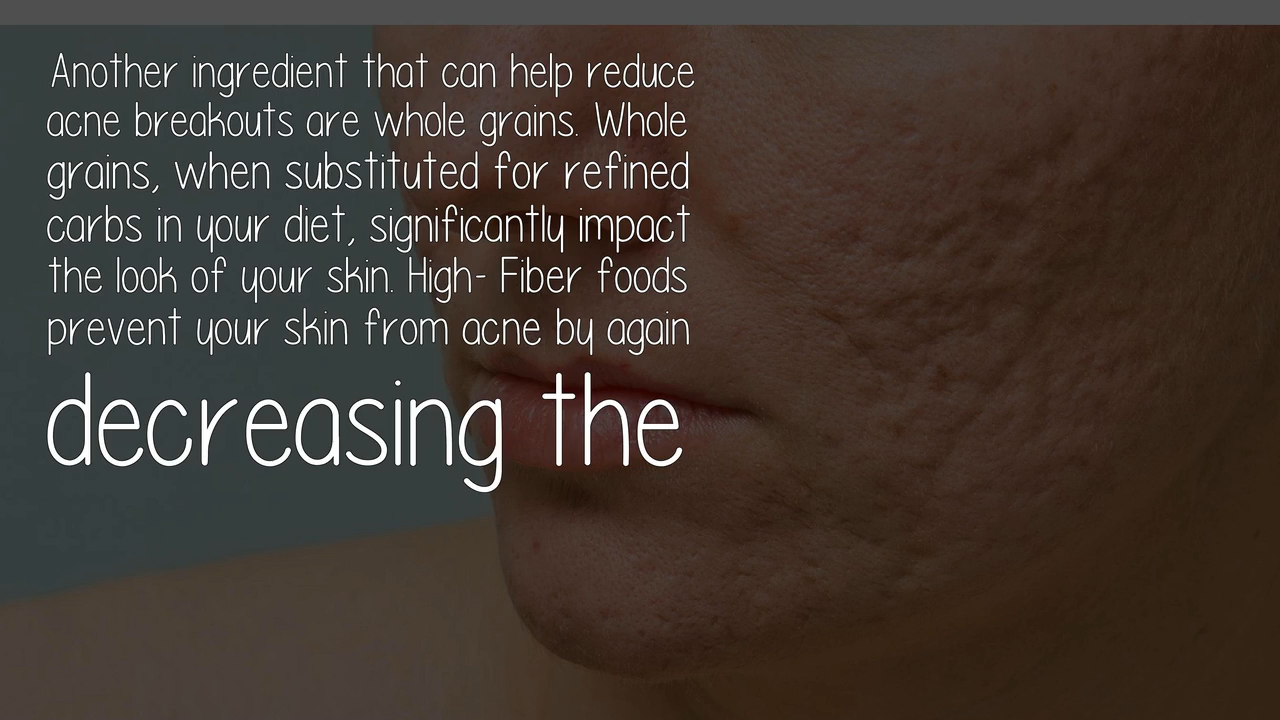 Another ingredient that can help reduce
acne breakouts are whole grains. Whole
grains, when substituted for refined
carbs in your diet, significantly impact
the look of your skin. High- Fiber foods
prevent your skin from acne by again
decreasing the